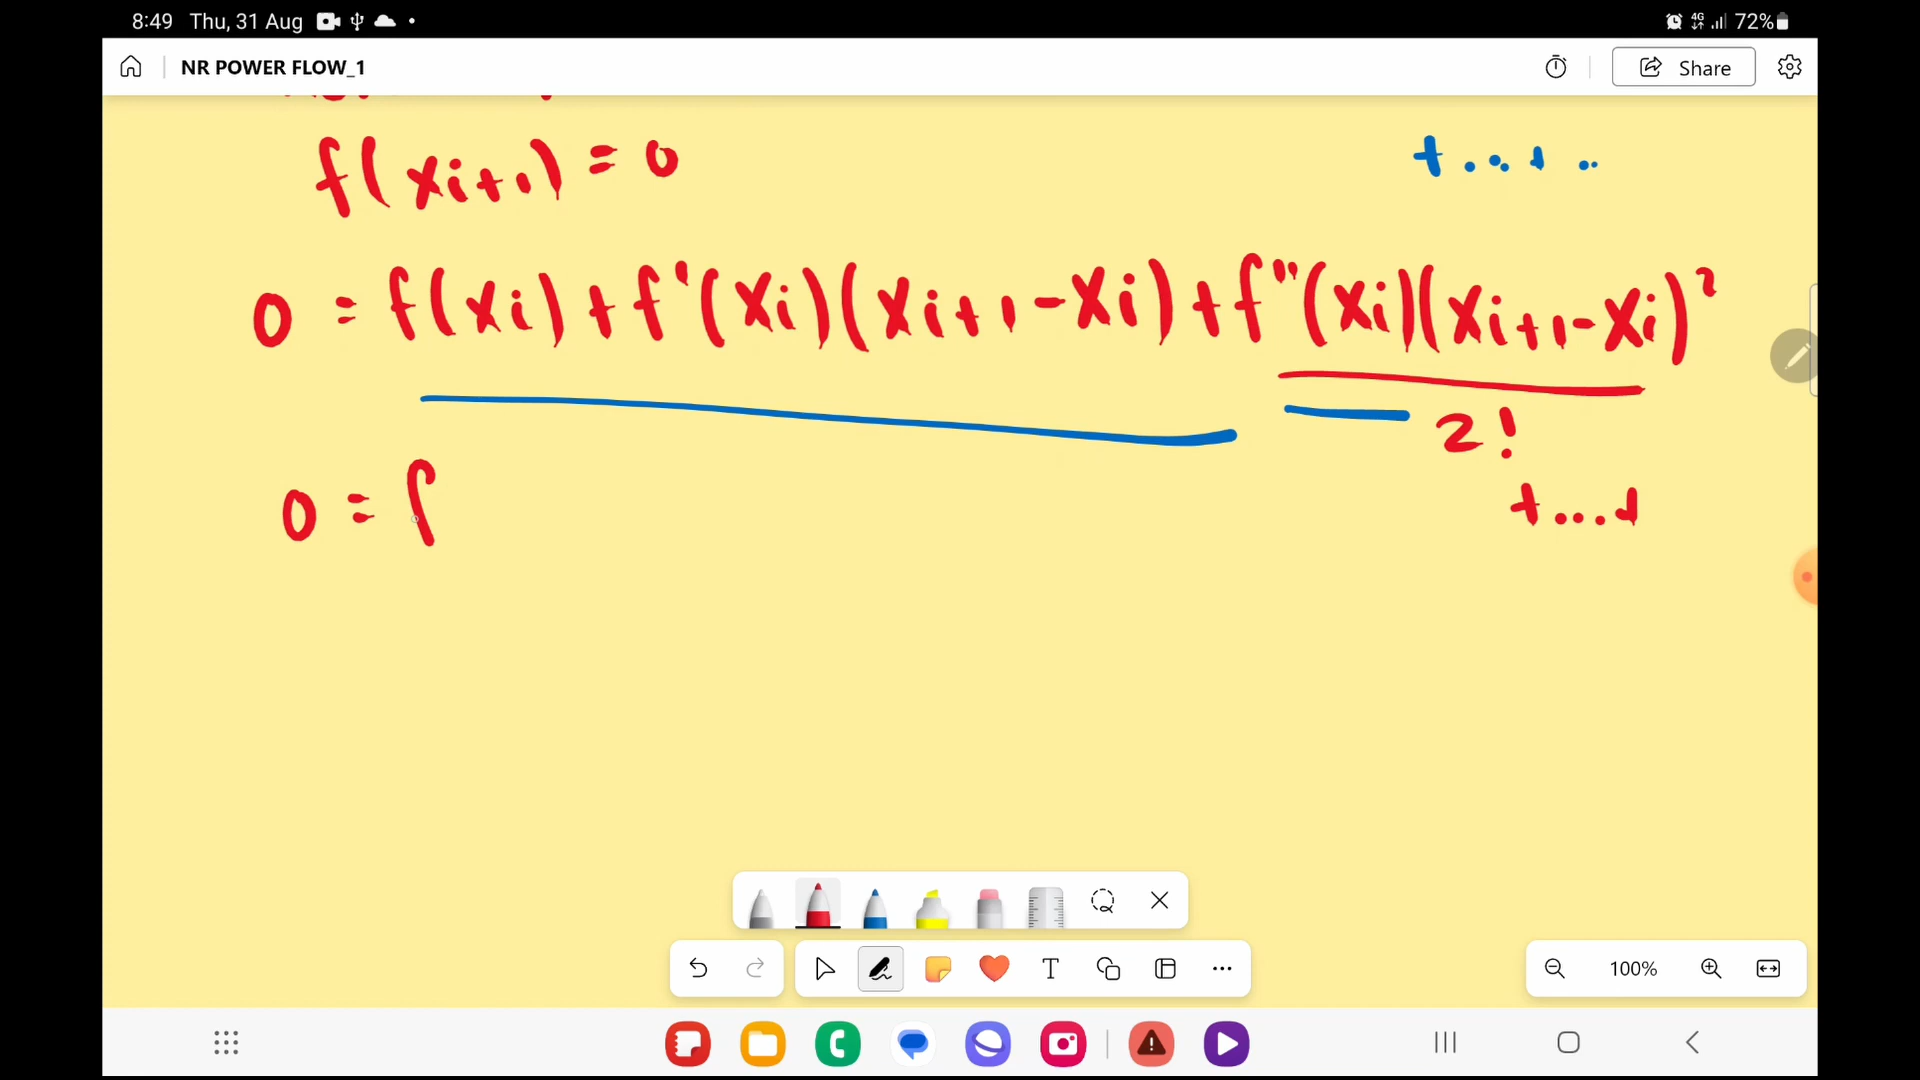 8:49 Thu, 31 Aug 4G 72%
NR POWER FLOW_1 Share
f(xi+1) = 0 +.......
0 = f(xi) + f'(xi)(xi+1-xi) + f"(xi)(xi+1-xi)²
2!
0 = f +...
100%